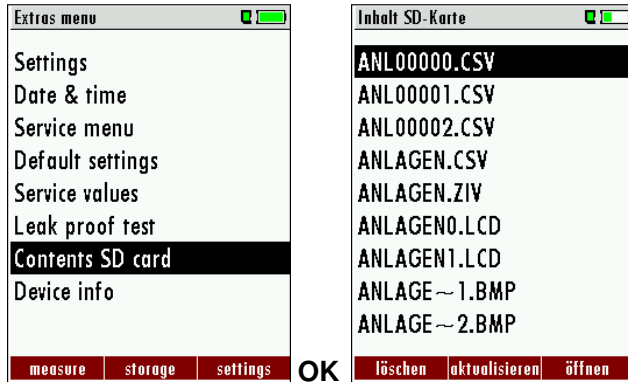 Extras menu
Settings
Date & time
Service menu
Default settings
Service values
Leak proof test
Contents SD card
Device info
measure storage settings
OK
Inhalt SD-Karte
ANL00000.CSV
ANL00001.CSV
ANL00002.CSV
ANLAGEN.CSV
ANLAGEN.ZIV
ANLAGEN0.LCD
ANLAGEN1.LCD
ANLAGE~1.BMP
ANLAGE~2.BMP
löschen aktualisieren öffnen